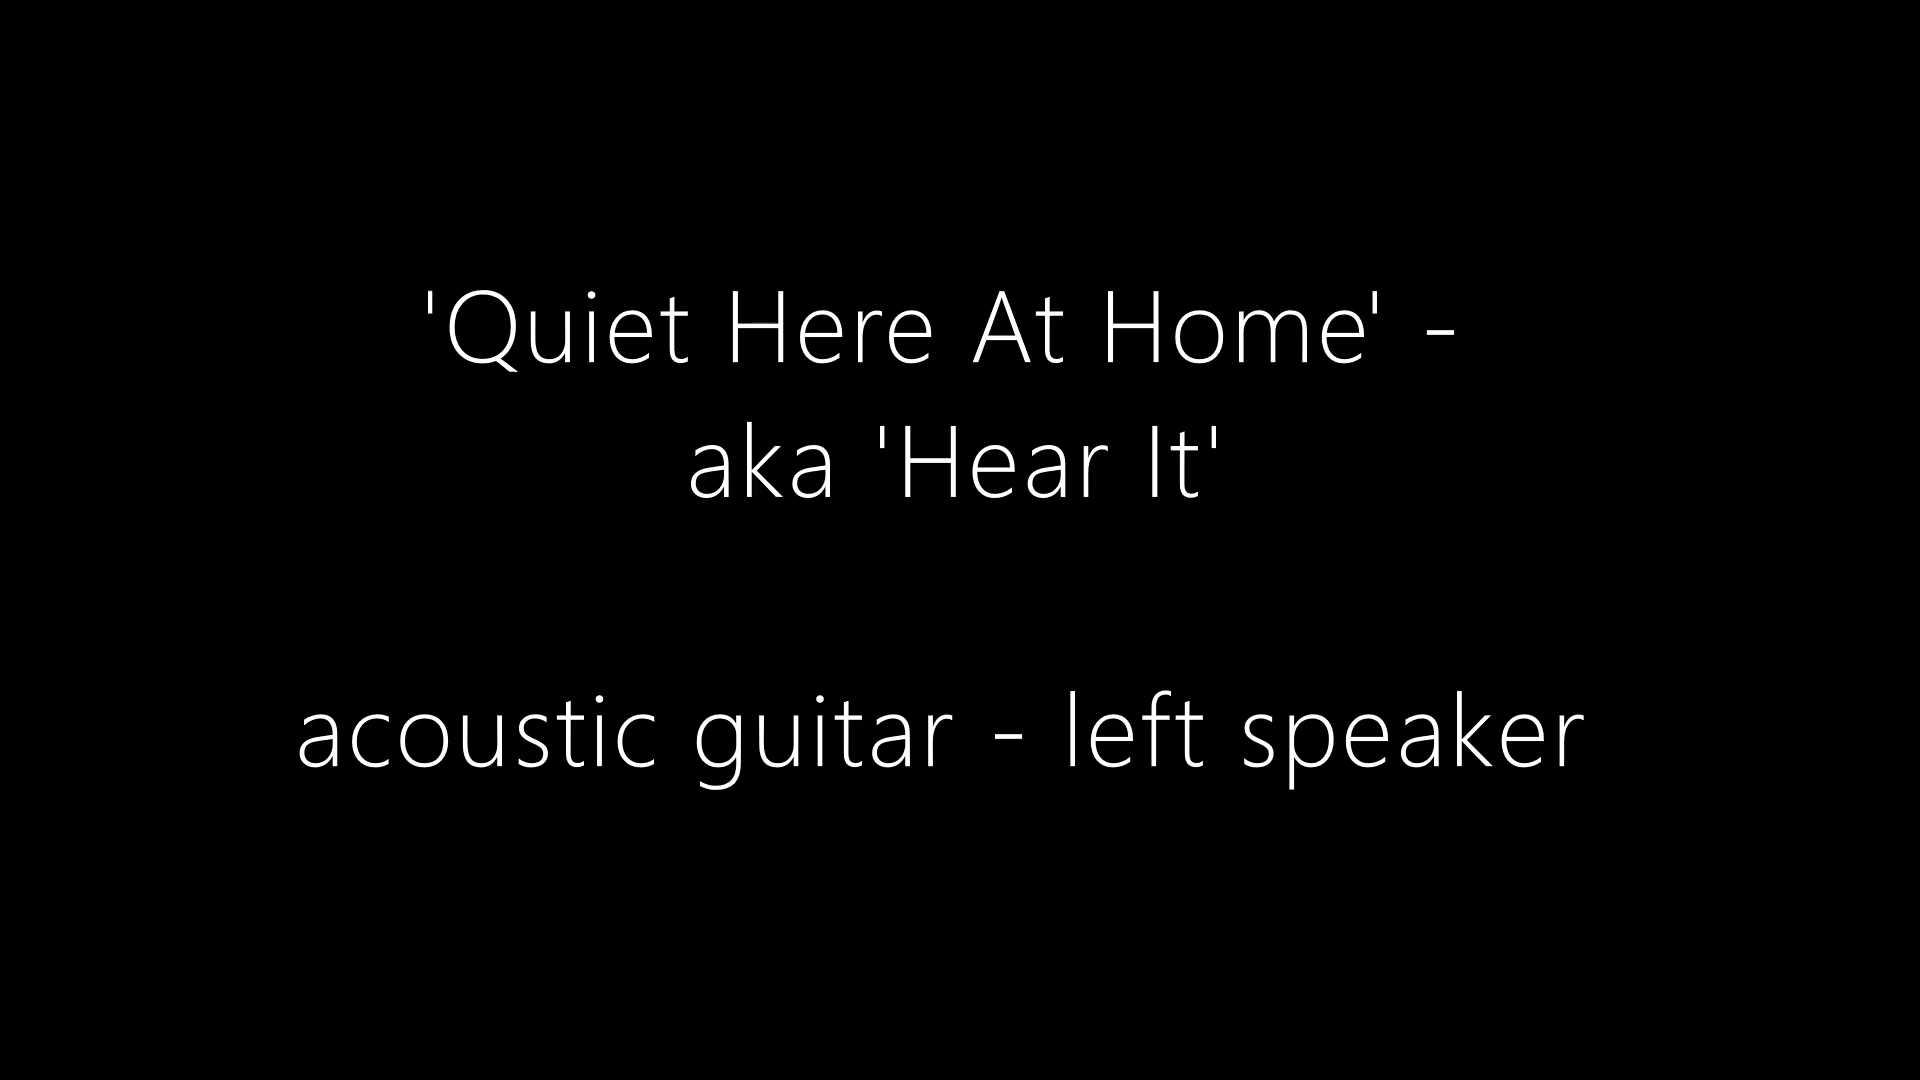 'Quiet Here At Home' -
aka 'Hear It'
acoustic guitar - left speaker